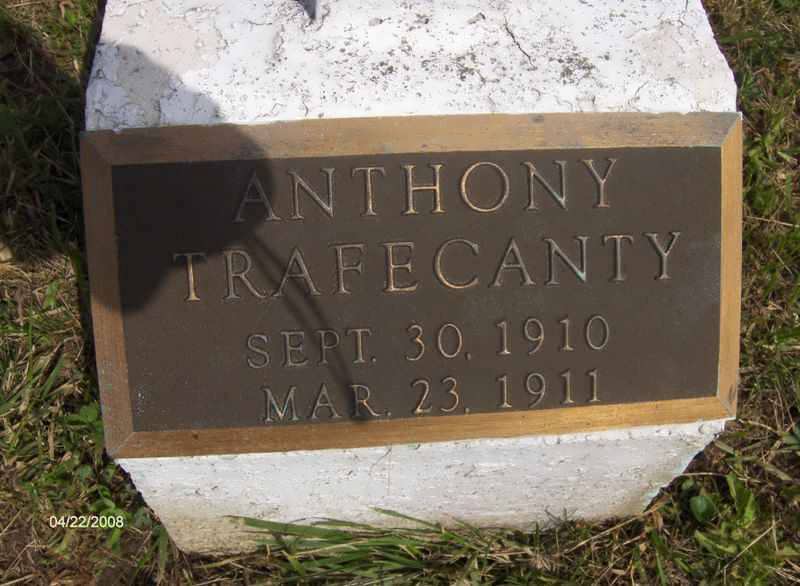 ANTHONY
TRAFECANTY
SEPT. 30, 1910
MAR. 23, 1911
04/22/2008